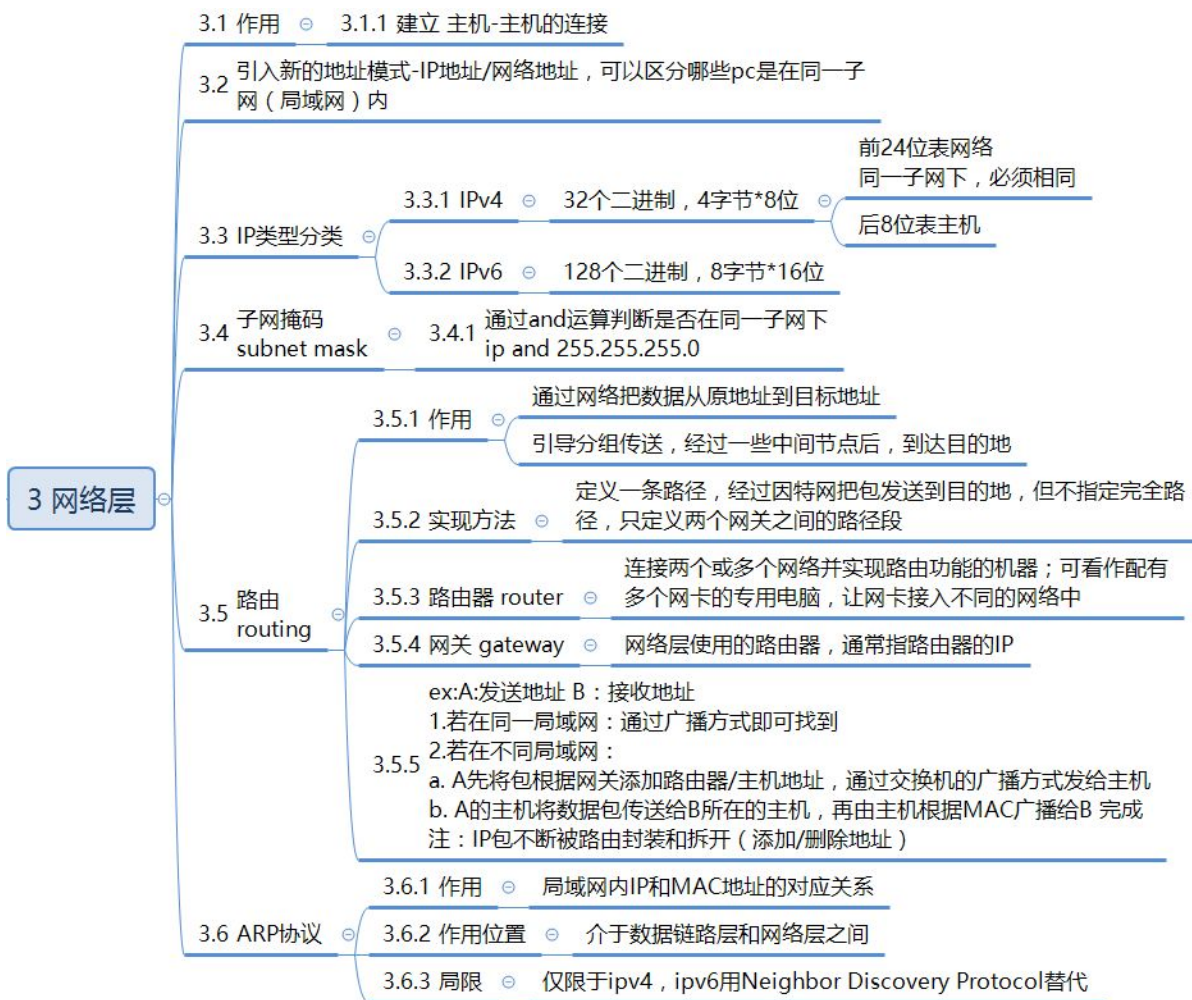 3 网络层
3.1 作用
3.1.1 建立 主机-主机的连接
3.2
引入新的地址模式-IP地址/网络地址，可以区分哪些pc是在同一子
网（局域网）内
3.3 IP类型分类
3.3.1 IPv4
32个二进制，4字节*8位
前24位表网络
同一子网下，必须相同
后8位表主机
3.3.2 IPv6
128个二进制，8字节*16位
3.4
子网掩码
subnet mask
3.4.1
通过and运算判断是否在同一子网下
ip and 255.255.255.0
3.5
路由
routing
3.5.1 作用
通过网络把数据从原地址到目标地址
引导分组传送，经过一些中间节点后，到达目的地
3.5.2 实现方法
定义一条路径，经过因特网把包发送到目的地，但不指定完全路
径，只定义两个网关之间的路径段
3.5.3 路由器 router
连接两个或多个网络并实现路由功能的机器；可看作配有
多个网卡的专用电脑，让网卡接入不同的网络中
3.5.4 网关 gateway
网络层使用的路由器，通常指路由器的IP
3.5.5
ex:A:发送地址 B：接收地址
1.若在同一局域网：通过广播方式即可找到
2.若在不同局域网：
a. A先将包根据网关添加路由器/主机地址，通过交换机的广播方式发给主机
b. A的主机将数据包传送给B所在的主机，再由主机根据MAC广播给B 完成
注：IP包不断被路由封装和拆开（添加/删除地址）
3.6 ARP协议
3.6.1 作用
局域网内IP和MAC地址的对应关系
3.6.2 作用位置
介于数据链路层和网络层之间
3.6.3 局限
仅限于ipv4，ipv6用Neighbor Discovery Protocol替代